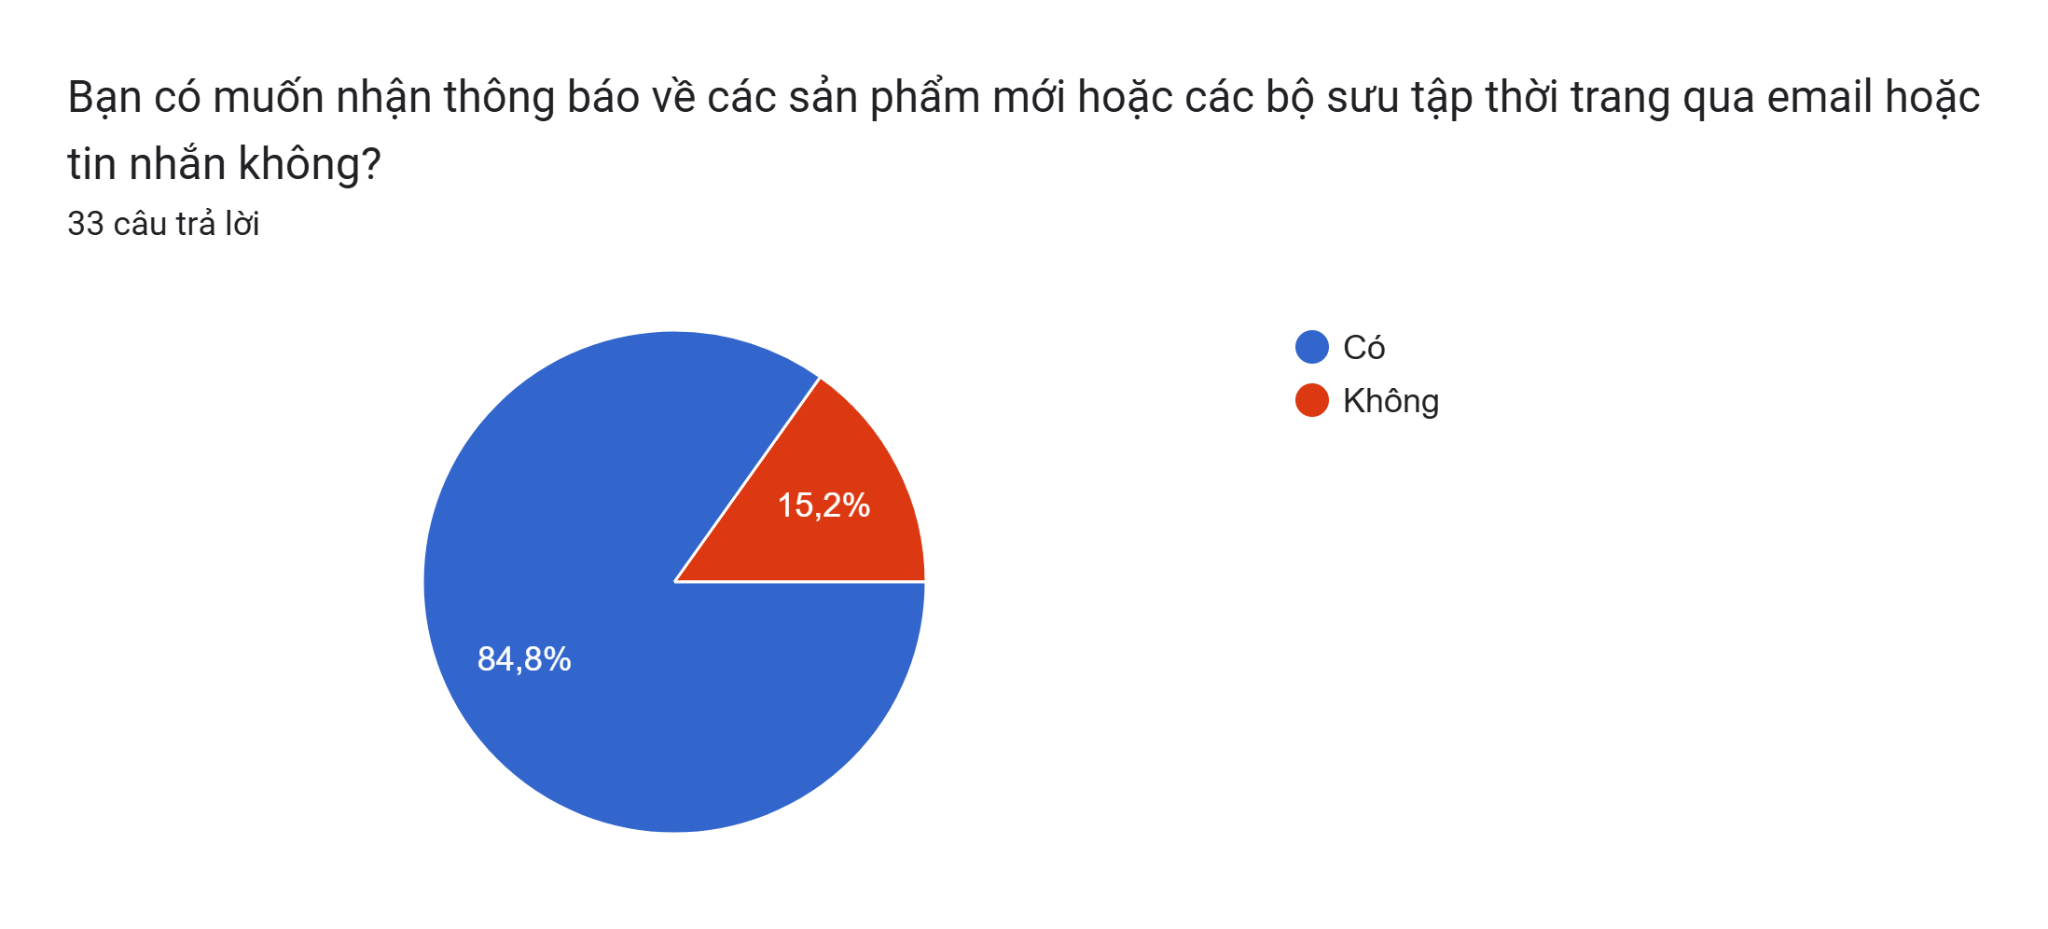 Bạn có muốn nhận thông báo về các sản phẩm mới hoặc các bộ sưu tập thời trang qua email hoặc
tin nhắn không?
33 câu trả lời
Có
Không
15,2%
84,8%